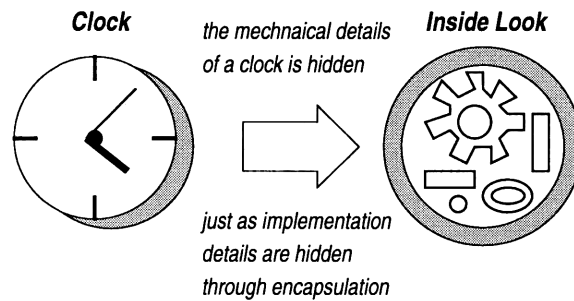 Clock
the mechnaical details
of a clock is hidden
Inside Look
just as implementation
details are hidden
through encapsulation